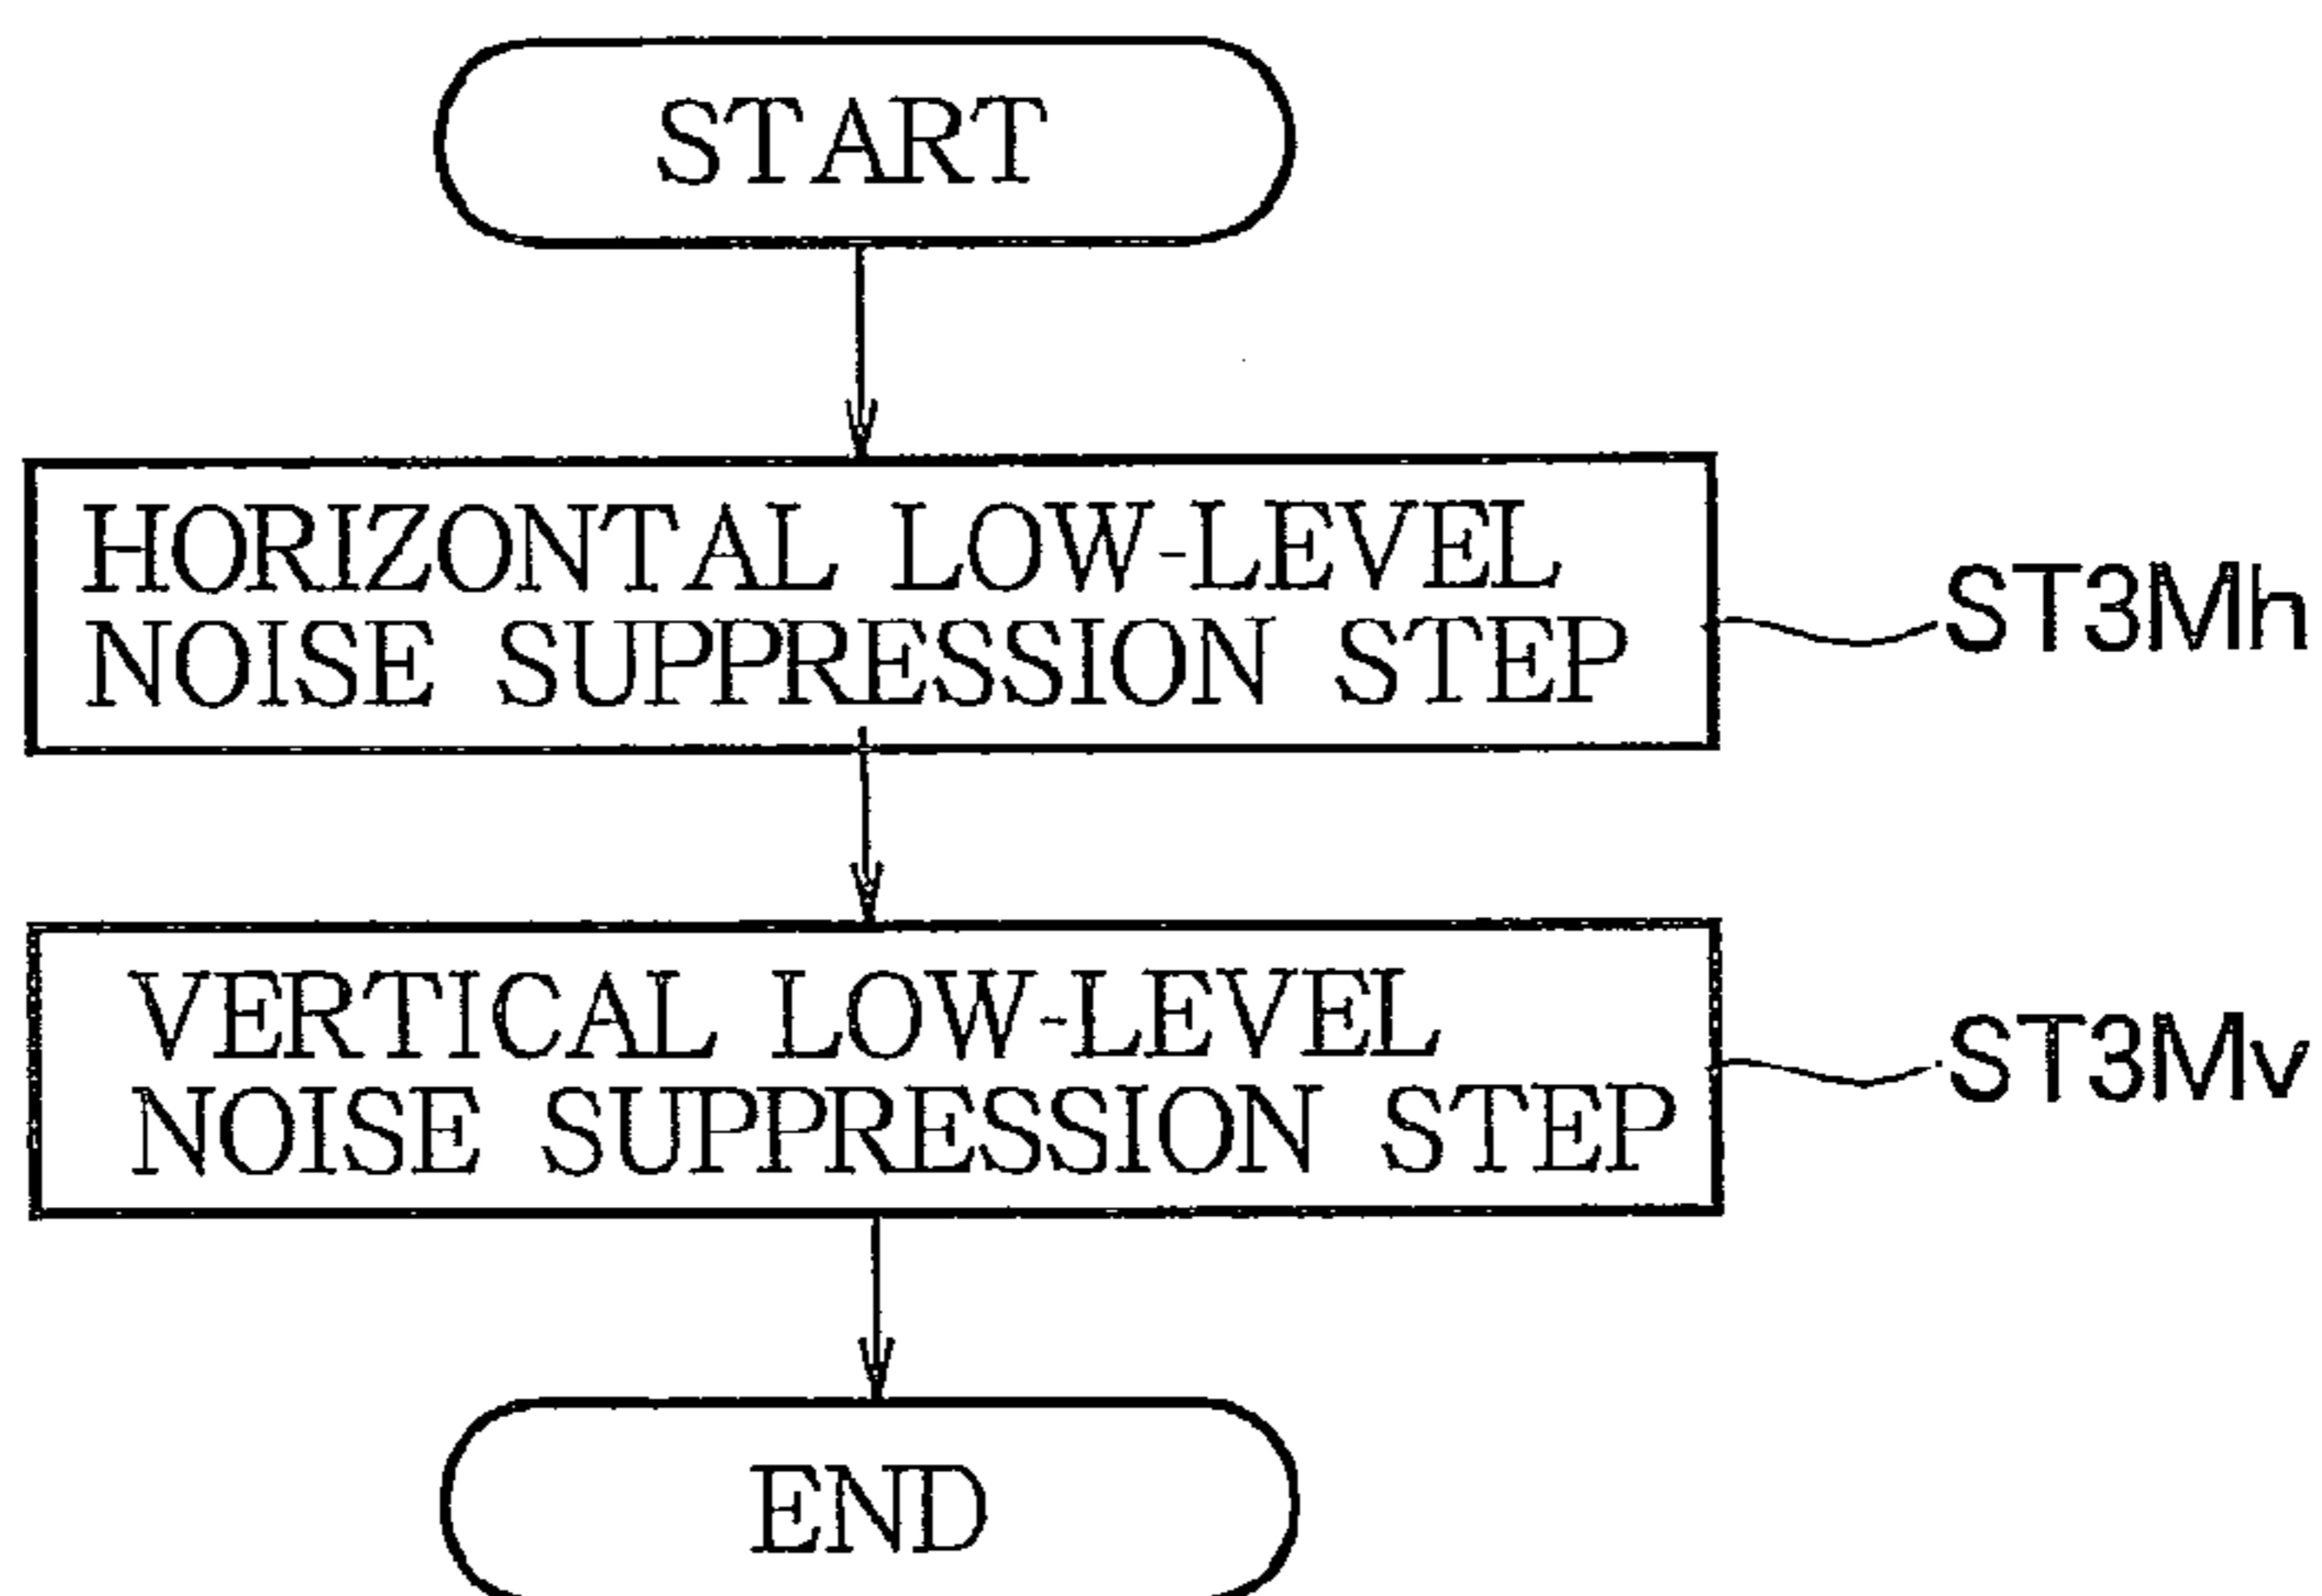 START
HORIZONTAL LOW-LEVEL
NOISE SUPPRESSION STEP
ST3Mh
VERTICAL LOW-LEVEL
NOISE SUPPRESSION STEP
ST3Mv
END